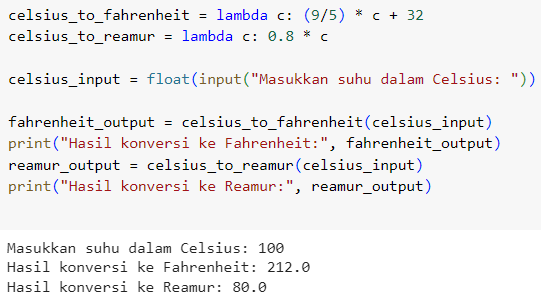 celsius_to_fahrenheit = lambda c: (9/5) * c + 32
celsius_to_reamur = lambda c: 0.8 * c
celsius_input = float(input("Masukkan suhu dalam Celsius: "))
fahrenheit_output = celsius_to_fahrenheit(celsius_input)
print("Hasil konversi ke Fahrenheit:", fahrenheit_output)
reamur_output = celsius_to_reamur(celsius_input)
print("Hasil konversi ke Reamur:", reamur_output)
Masukkan suhu dalam Celsius: 100
Hasil konversi ke Fahrenheit: 212.0
Hasil konversi ke Reamur: 80.0